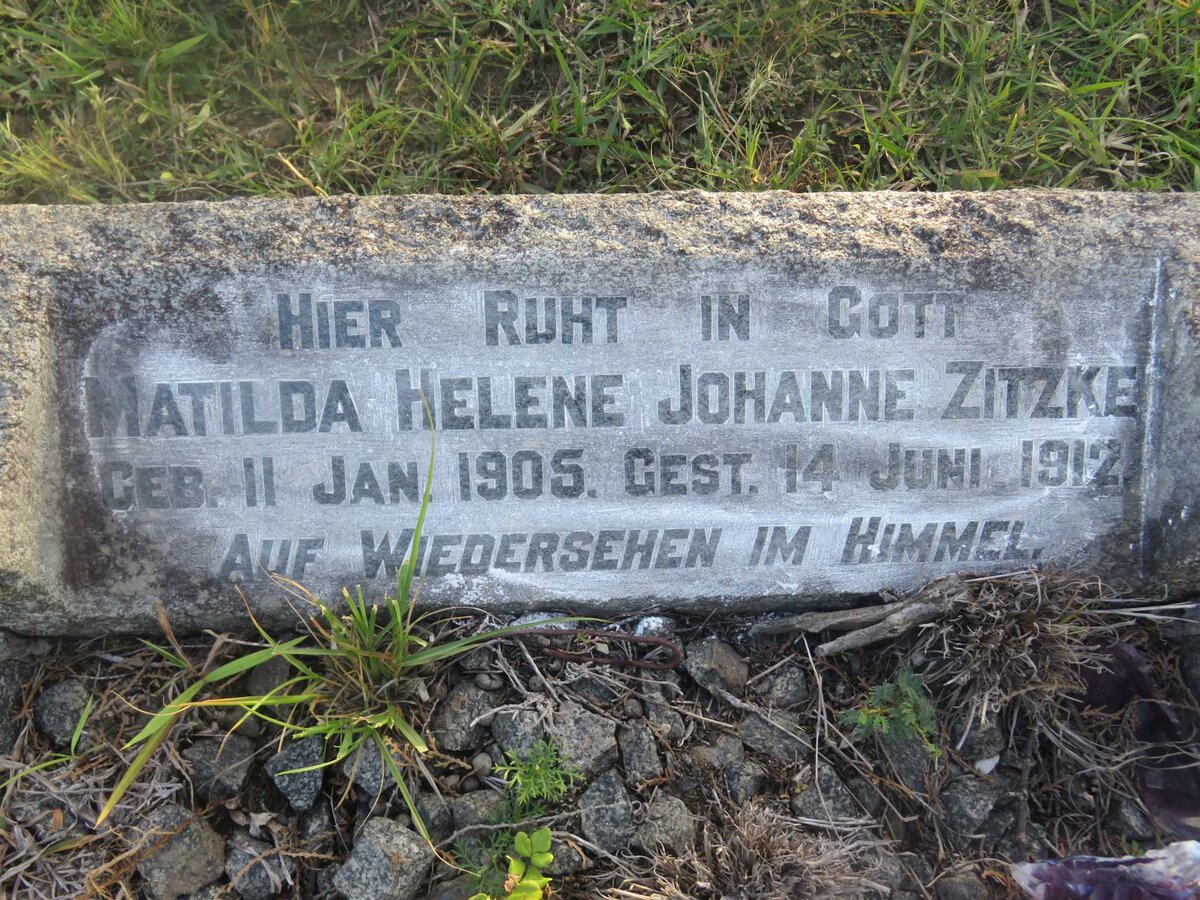 HIER RUHT IN GOTT
MATILDA HELENE JOHANNE ZITZKE
GEB. 11 JAN. 1905. GEST. 14 JUNI 1912.
AUF WIEDERSEHEN IM HIMMEL.